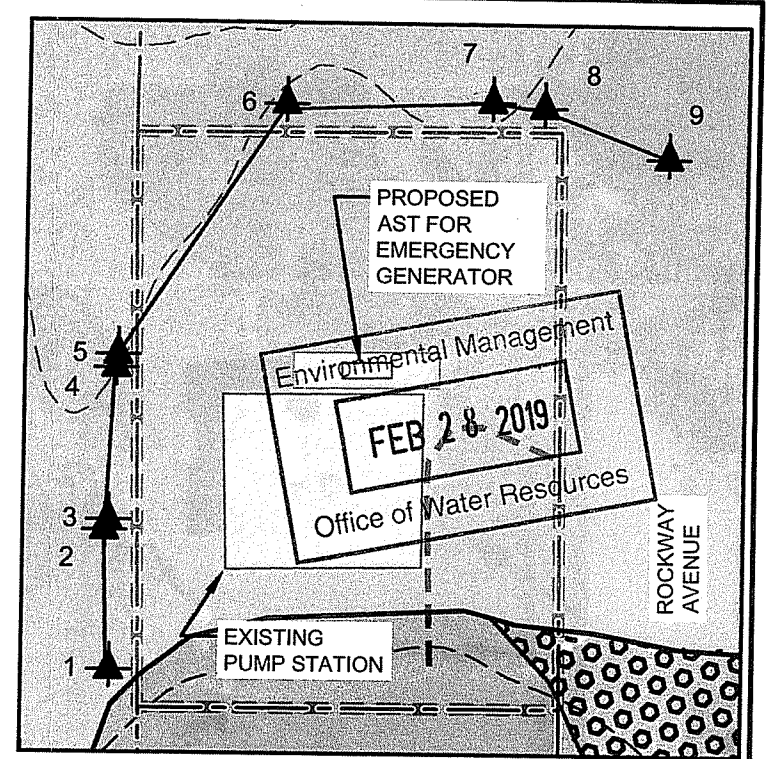 7
8
6
9
PROPOSED
AST FOR
EMERGENCY
GENERATOR
5
4
Environmental Management
FEB 28 2019
Office of Water Resources
3
2
ROCKWAY
AVENUE
EXISTING
PUMP STATION
1